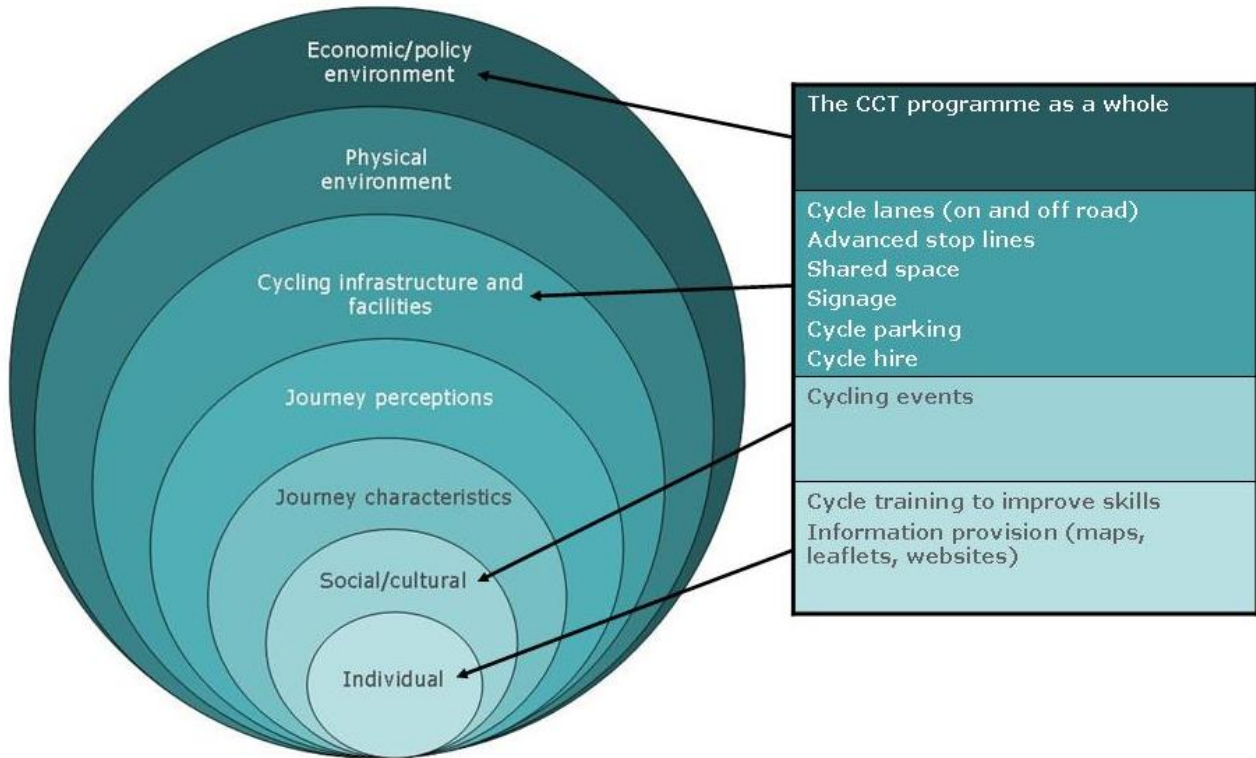 Economic/policy
environment
Physical
environment
Cycling infrastructure and
facilities
Journey perceptions
Journey characteristics
Social/cultural
Individual
The CCT programme as a whole
Cycle lanes (on and off road)
Advanced stop lines
Shared space
Signage
Cycle parking
Cycle hire
Cycling events
Cycle training to improve skills
Information provision (maps,
leaflets, websites)